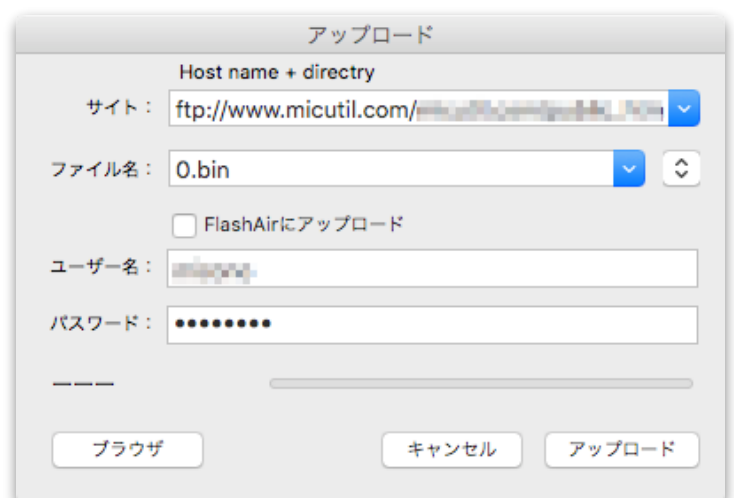 アップロード
Host name + directry
サイト：
ftp://www.micutil.com/
ファイル名：
0.bin
FlashAirにアップロード
ユーザー名：
パスワード：
••••••••
ーーー
ブラウザ
キャンセル
アップロード